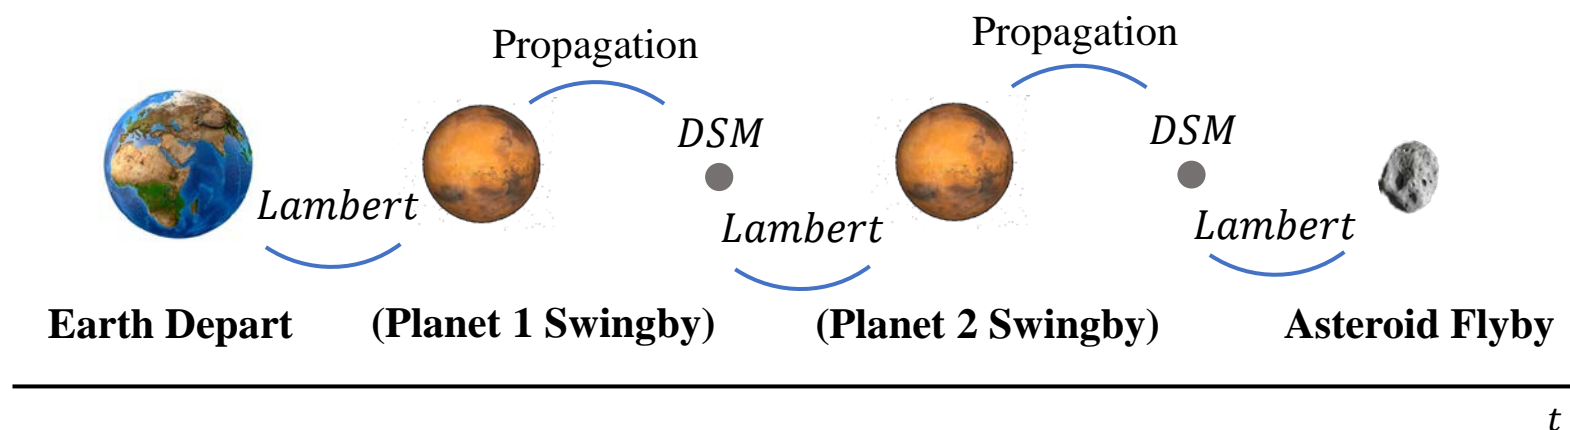 Propagation
Propagation
DSM
DSM
Lambert
Lambert
Lambert
Earth Depart
(Planet 1 Swingby)
(Planet 2 Swingby)
Asteroid Flyby
t